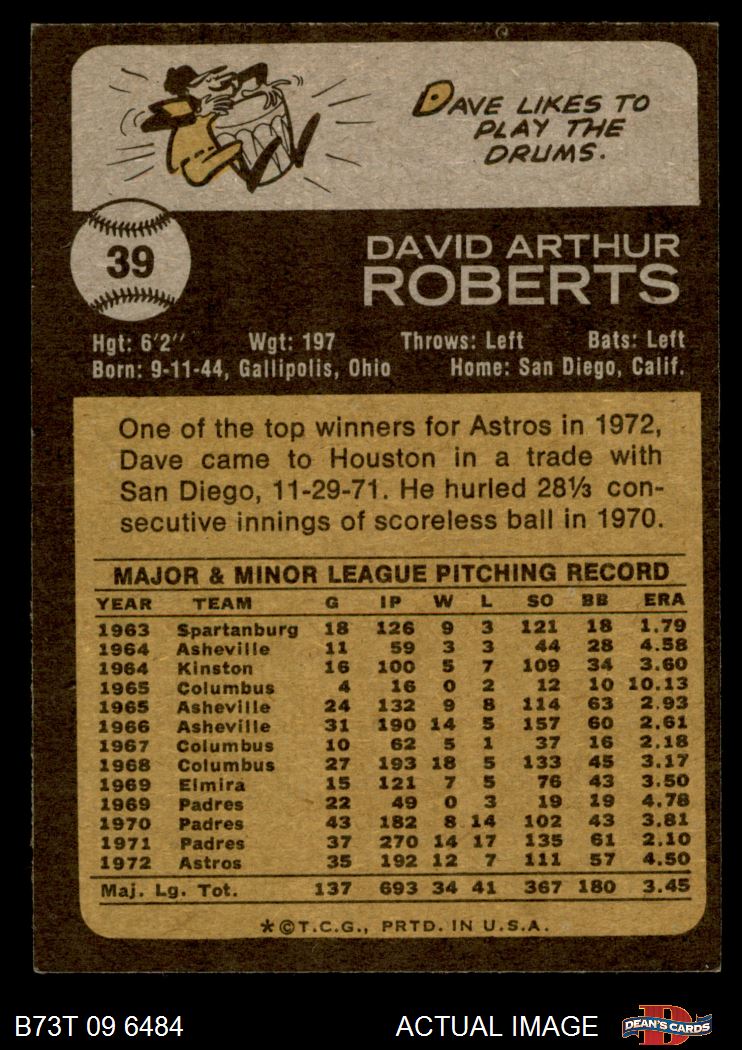 DAVE LIKES TO
PLAY THE
DRUMS.
39
DAVID ARTHUR
ROBERTS
Hgt: 6'2" Wgt: 197 Throws: Left Bats: Left
Born: 9-11-44, Gallipolis, Ohio Home: San Diego, Calif.
One of the top winners for Astros in 1972,
Dave came to Houston in a trade with
San Diego, 11-29-71. He hurled 28⅓ con-
secutive innings of scoreless ball in 1970.
MAJOR & MINOR LEAGUE PITCHING RECORD
YEAR TEAM G IP W L SO BB ERA
1963 Spartanburg 18 126 9 3 121 18 1.79
1964 Asheville 11 59 3 3 44 28 4.58
1964 Kinston 16 100 5 7 109 34 3.60
1965 Columbus 4 16 0 2 12 10 10.13
1965 Asheville 24 132 9 8 114 63 2.93
1966 Asheville 31 190 14 5 157 60 2.61
1967 Columbus 10 62 5 1 37 16 2.18
1968 Columbus 27 193 18 5 133 45 3.17
1969 Elmira 15 121 7 5 76 43 3.50
1969 Padres 22 49 0 3 19 19 4.78
1970 Padres 43 182 8 14 102 43 3.81
1971 Padres 37 270 14 17 135 61 2.10
1972 Astros 35 192 12 7 111 57 4.50
Maj. Lg. Tot. 137 693 34 41 367 180 3.45
*©T.C.G., PRTD. IN U.S.A.
B73T 09 6484 ACTUAL IMAGE D DEAN'S CARDS